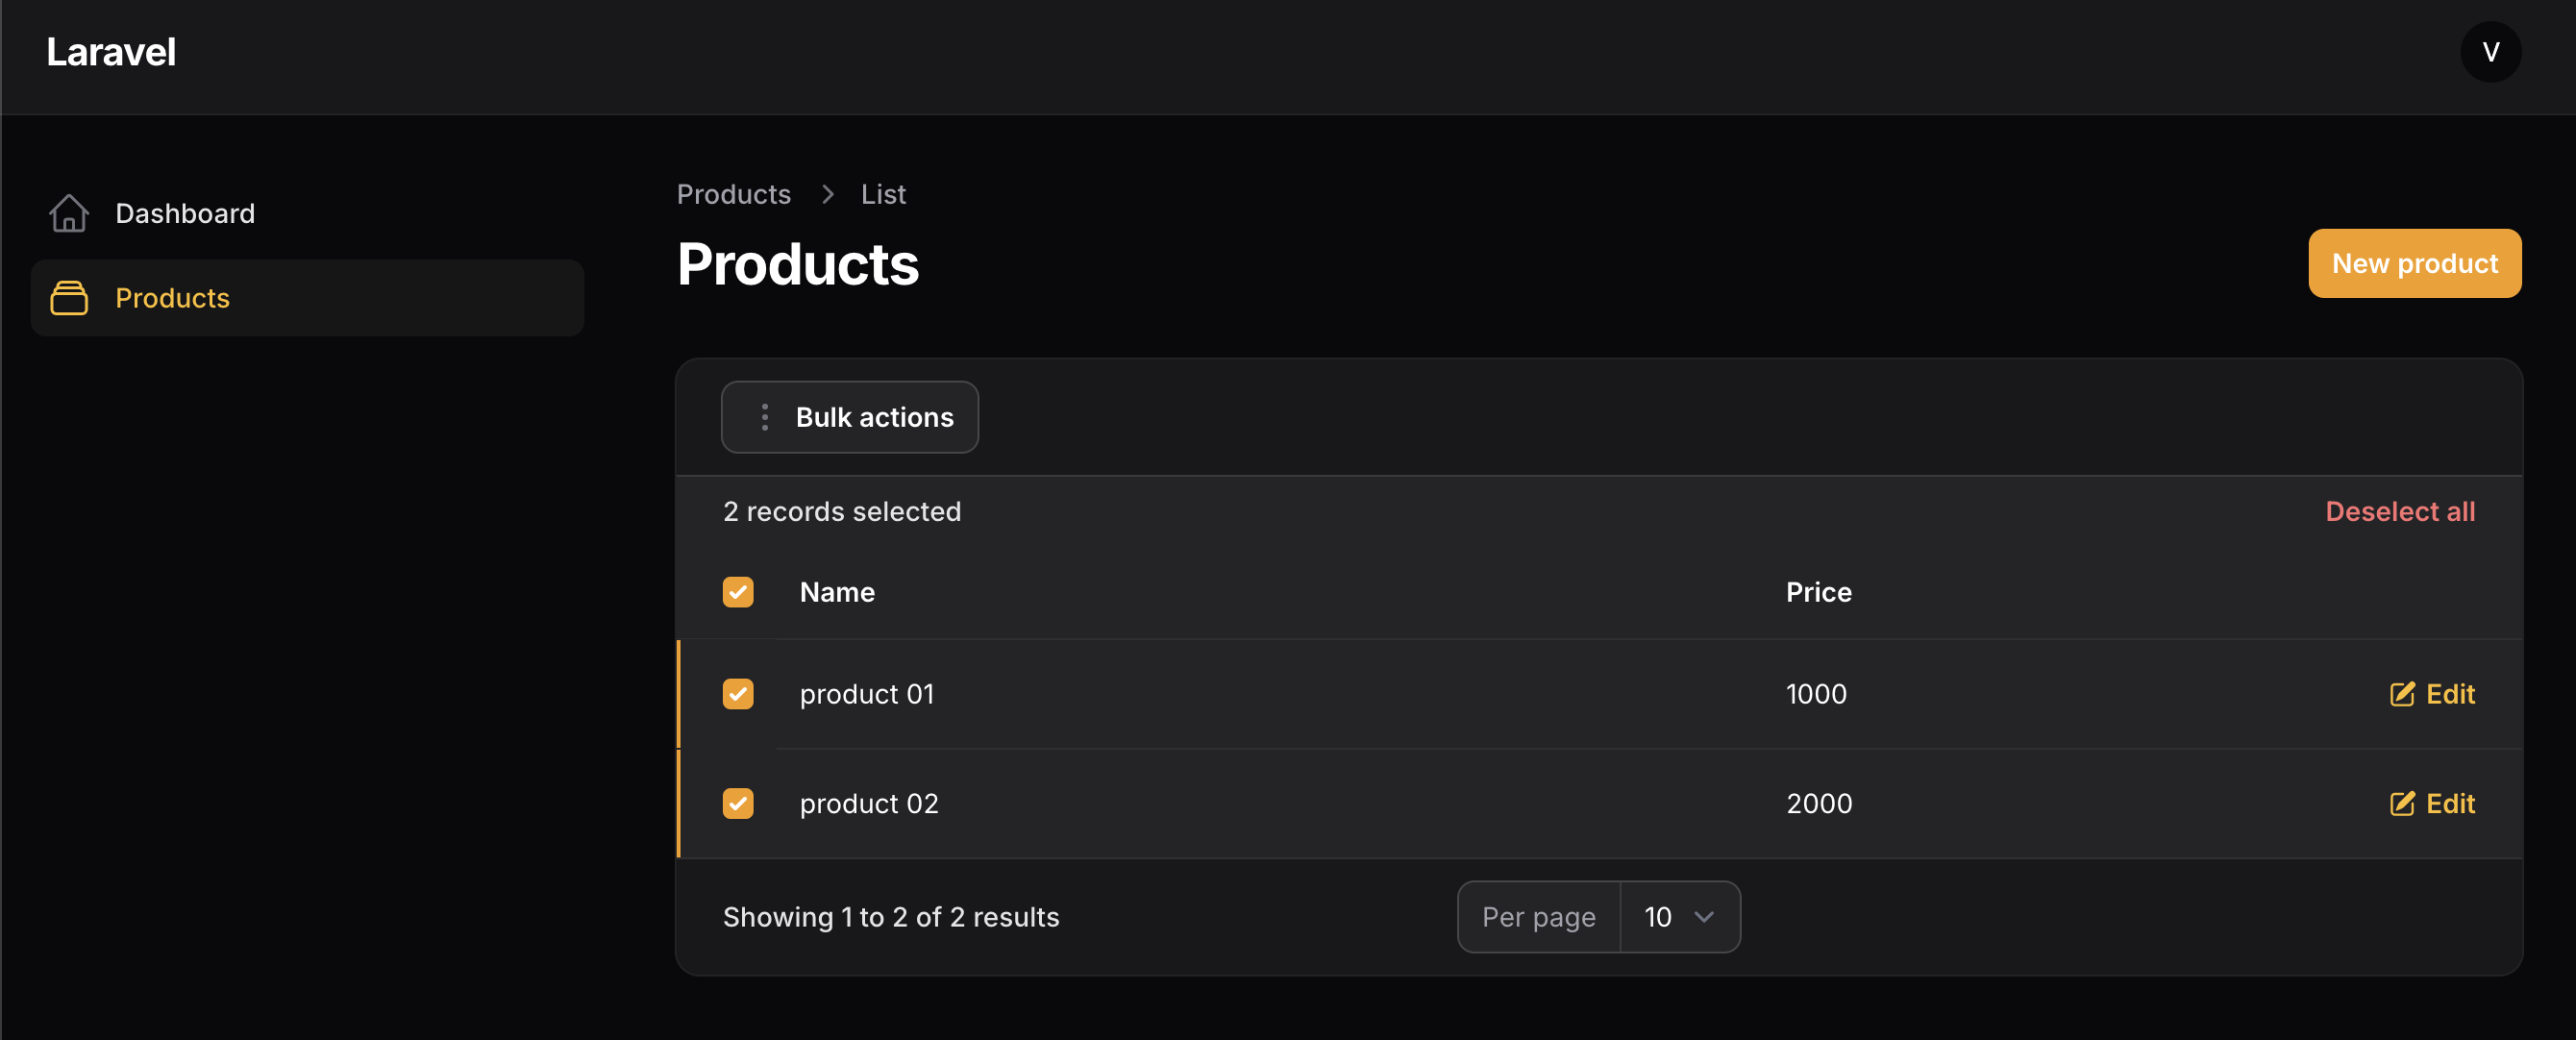 Laravel
V
Dashboard
Products
Products > List
Products
New product
Bulk actions
2 records selected
Deselect all
Name Price
product 01 1000 Edit
product 02 2000 Edit
Showing 1 to 2 of 2 results
Per page 10